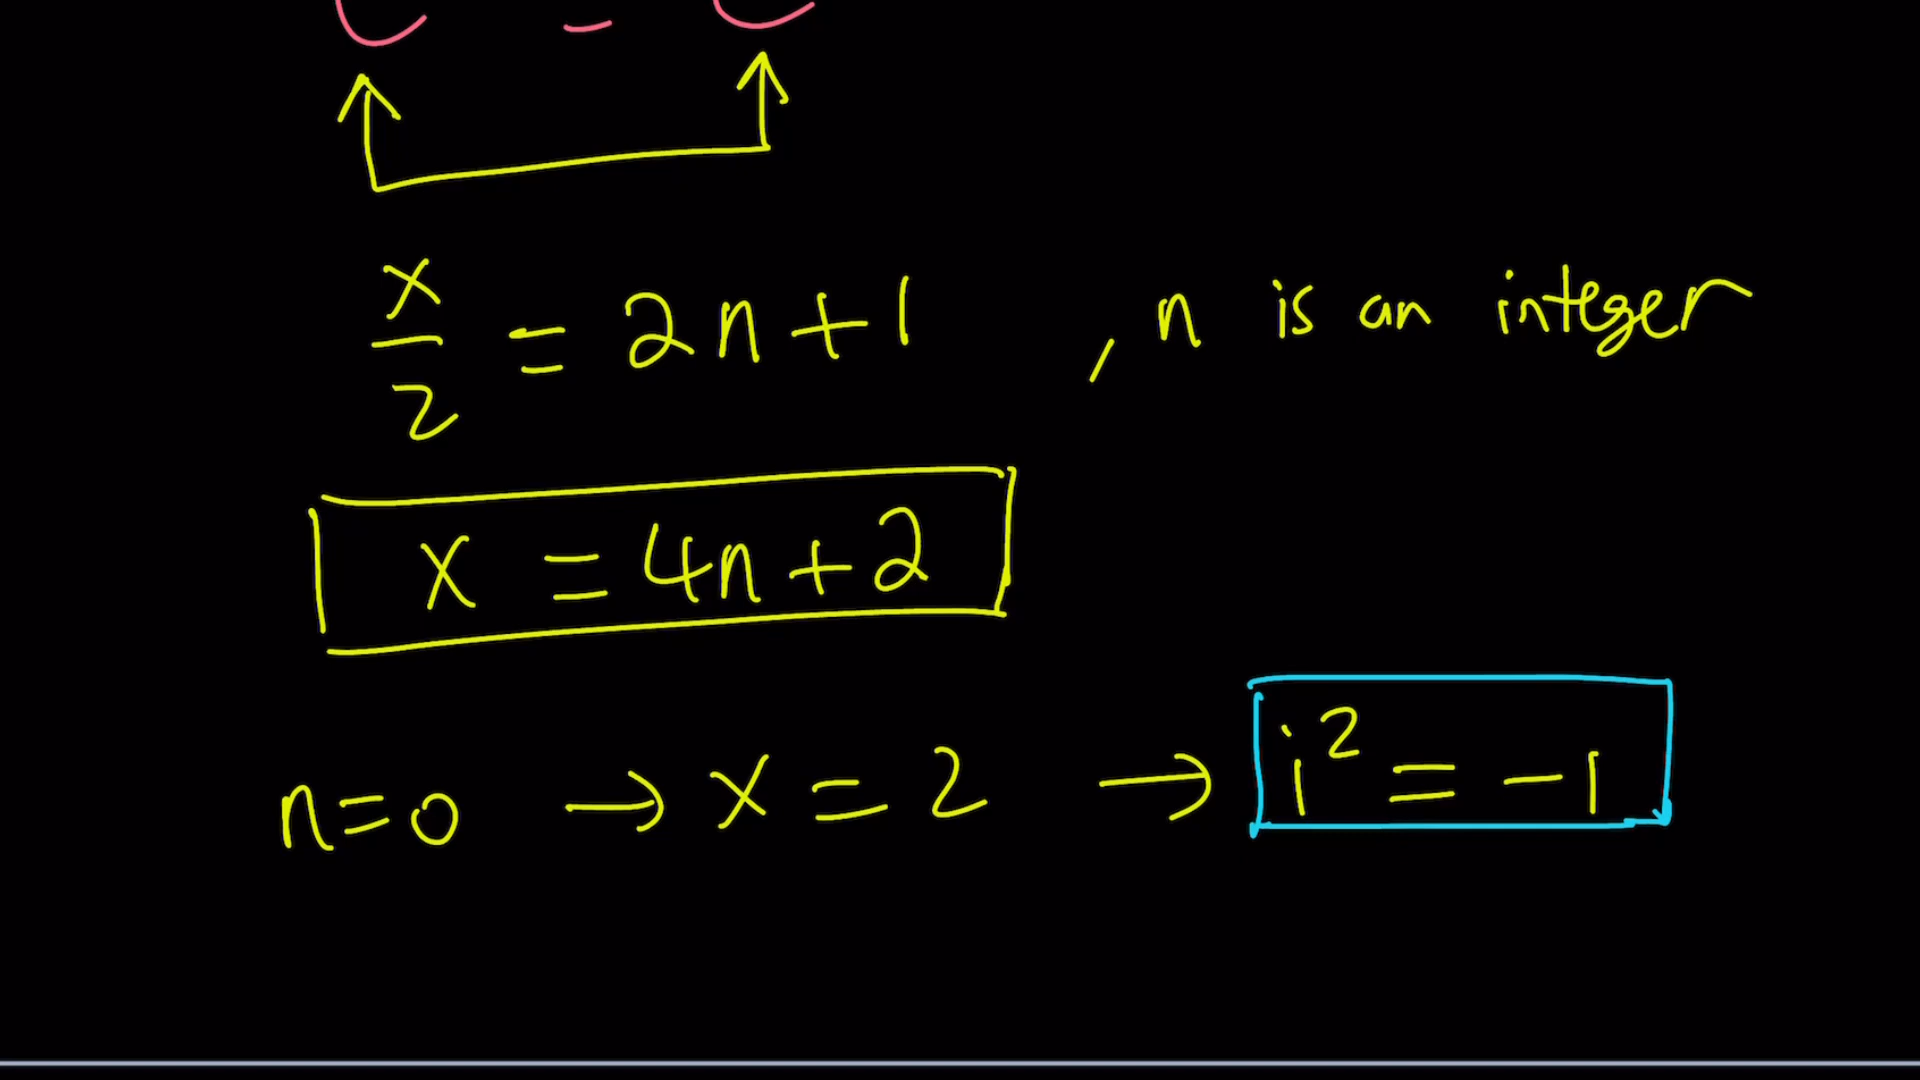 x/2 = 2n+1 , n is an integer
x = 4n+2
n=0 → x = 2 → i² = -1